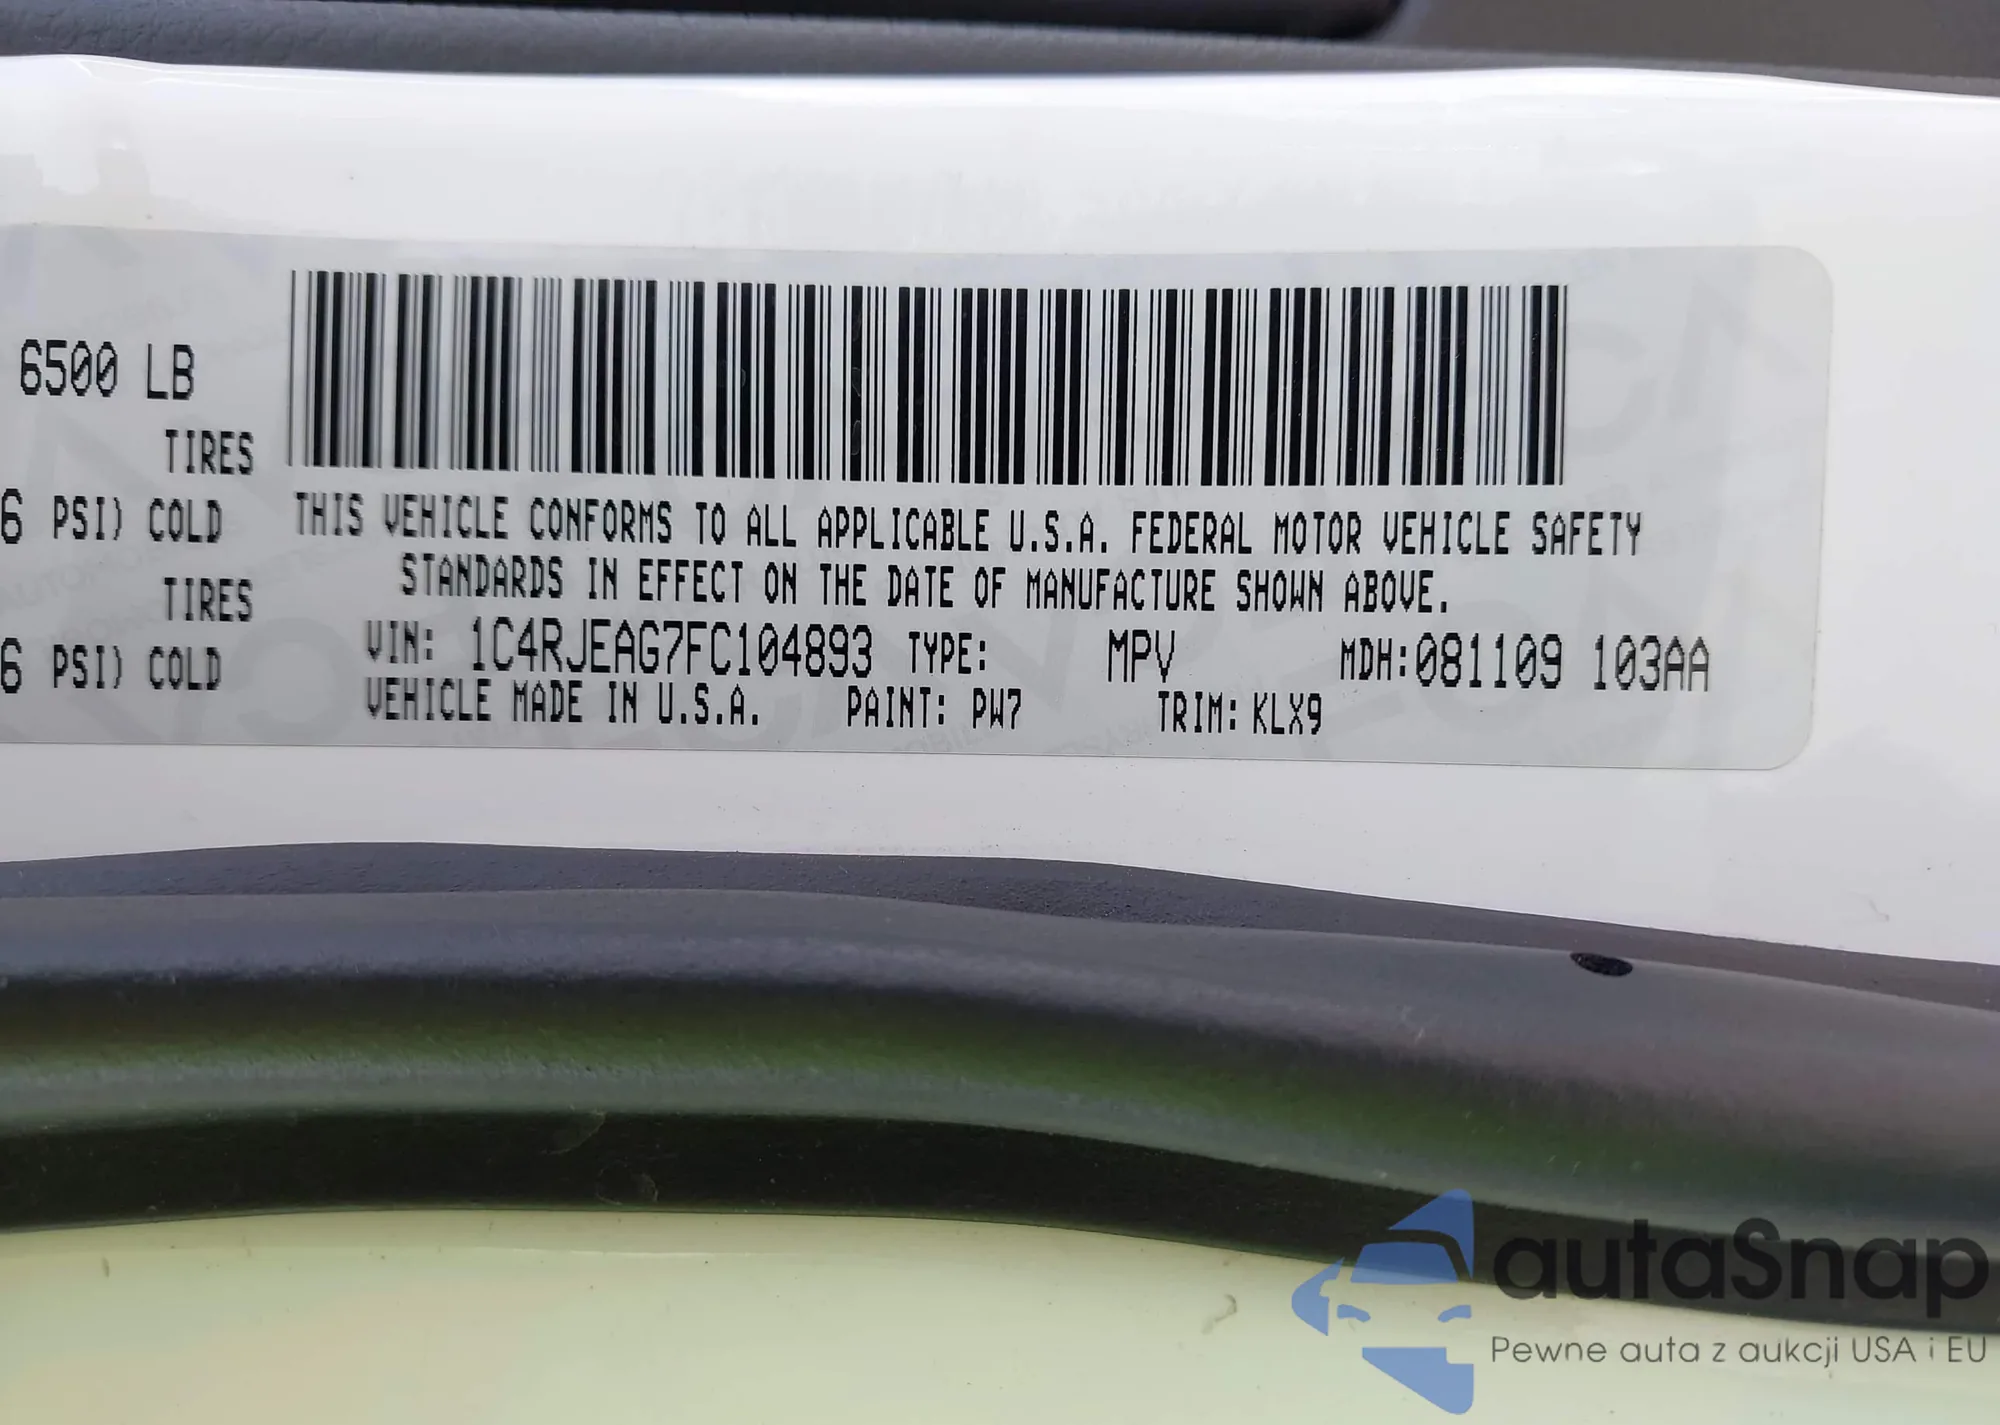 6500 LB
TIRES
6 PSI) COLD
TIRES
6 PSI) COLD
THIS VEHICLE CONFORMS TO ALL APPLICABLE U.S.A. FEDERAL MOTOR VEHICLE SAFETY
STANDARDS IN EFFECT ON THE DATE OF MANUFACTURE SHOWN ABOVE.
VIN: 1C4RJEAG7FC104893 TYPE: MPV MDH:081109 103AA
VEHICLE MADE IN U.S.A. PAINT: PW7 TRIM: KLX9
autaSnap
Pewne auta z aukcji USA i EU